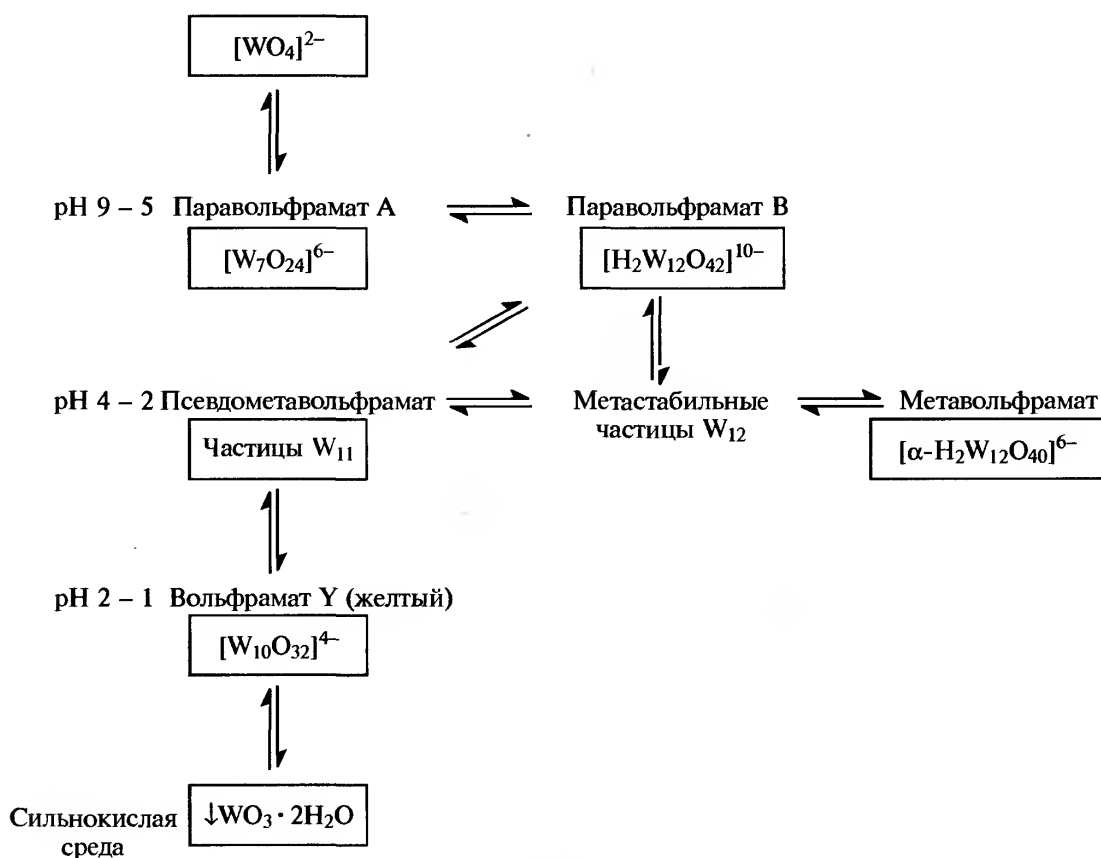 [WO₄]²⁻
pH 9 – 5 Паравольфрамат А Паравольфрамат В
[W₇O₂₄]⁶⁻ [H₂W₁₂O₄₂]¹⁰⁻
pH 4 – 2 Псевдометавольфрамат Метастабильные Метавольфрамат
частицы W₁₂
Частицы W₁₁ [α-H₂W₁₂O₄₀]⁶⁻
pH 2 – 1 Вольфрамат Y (желтый)
[W₁₀O₃₂]⁴⁻
Сильнокислая ↓WO₃ · 2H₂O
среда